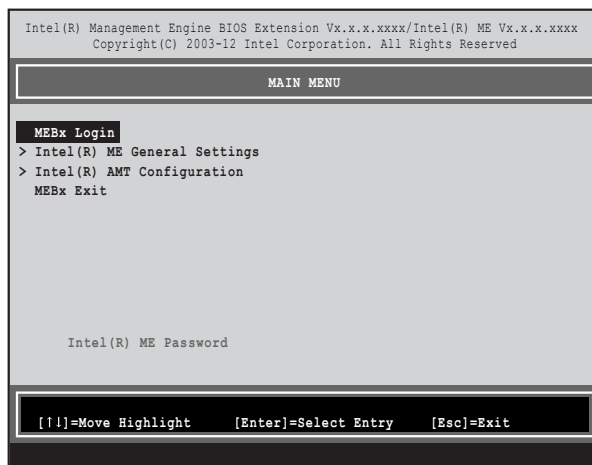 Intel(R) Management Engine BIOS Extension Vx.x.x.xxxx/Intel(R) ME Vx.x.x.xxxx
Copyright(C) 2003-12 Intel Corporation. All Rights Reserved
MAIN MENU
MEBx Login
> Intel(R) ME General Settings
> Intel(R) AMT Configuration
MEBx Exit
Intel(R) ME Password
[↑↓]=Move Highlight [Enter]=Select Entry [Esc]=Exit